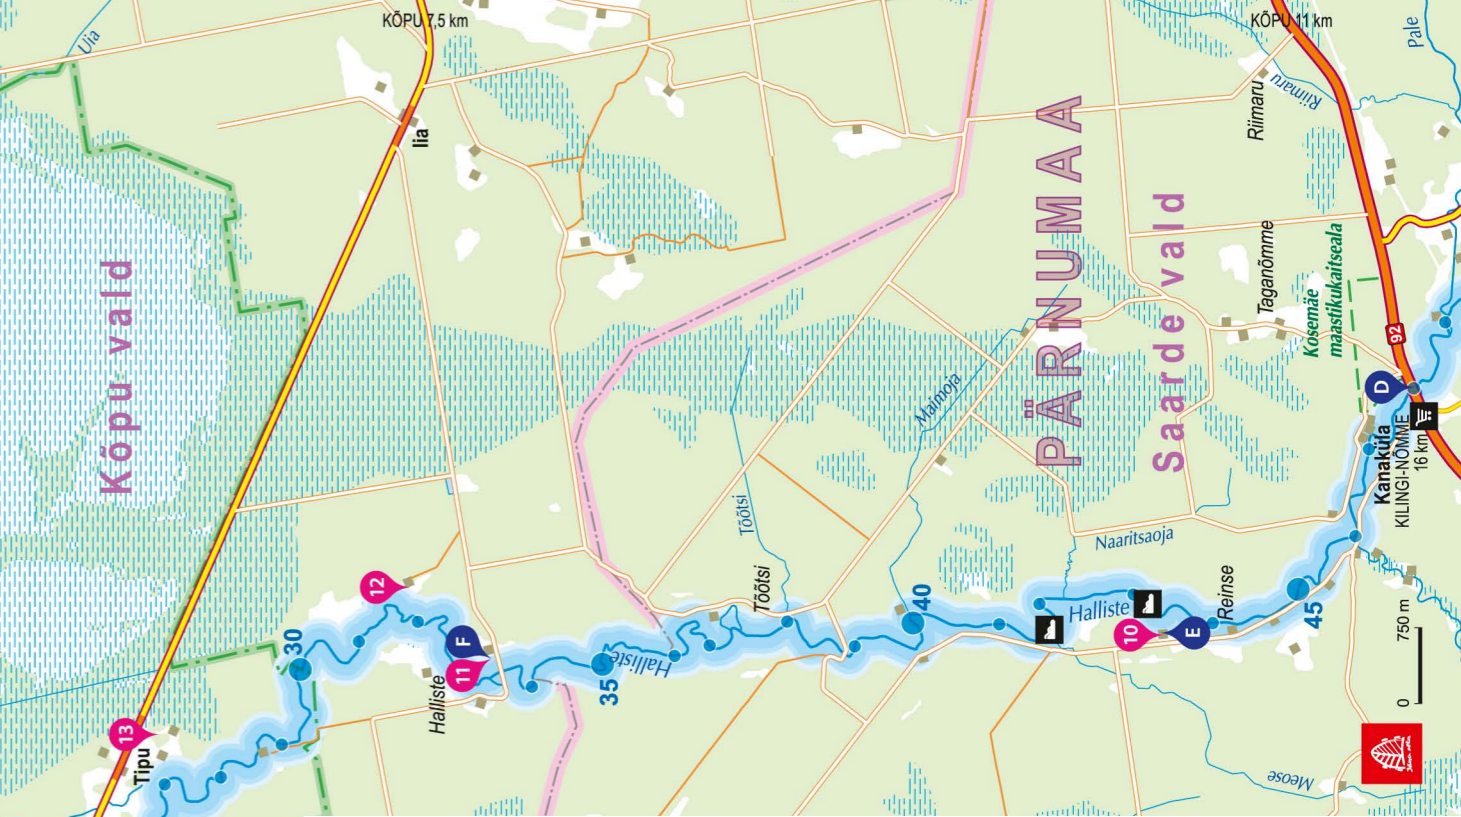 KÕPU 7,5 km
KÕPU 11 km
Uia
Pale
Iia
Riimaru
Riimaru
Kõpu vald
PÄRNUMAA
Saarde vald
Taganõmme
Kosemäe
maastikukaitseala
92
D
Kanaküla
KILINGI-NÕMME
16 km
Maimoja
Töötsi
Töötsi
Naaritsaoja
12
30
F
11
Halliste
35
Halliste
40
Halliste
10
E
Reinse
45
13
Tipu
Meose
0
750 m